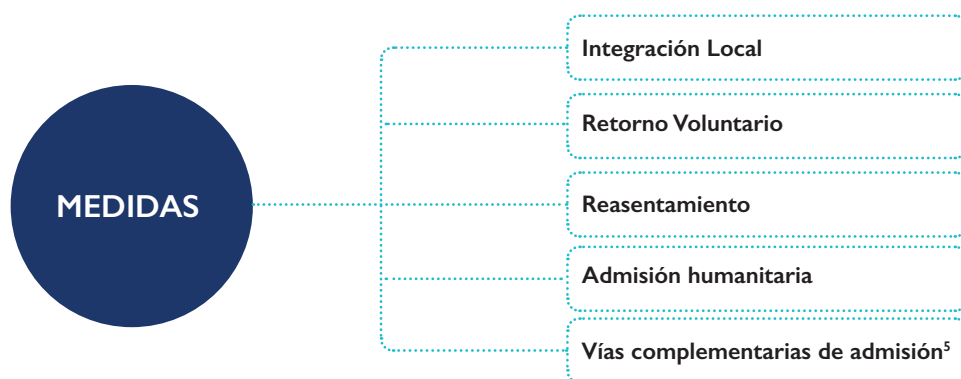 MEDIDAS
Integración Local
Retorno Voluntario
Reasentamiento
Admisión humanitaria
Vías complementarias de admisión⁵